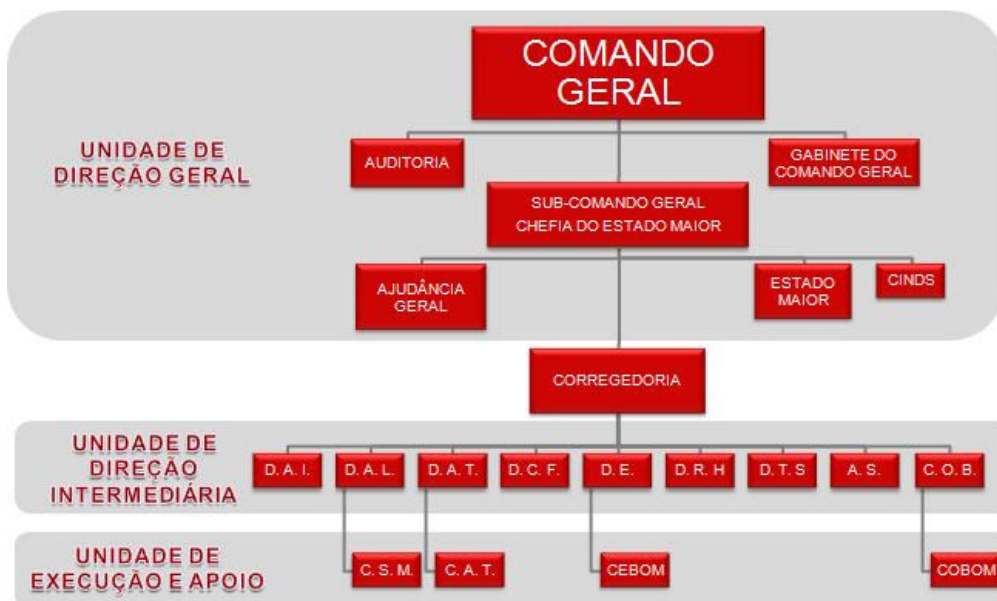 COMANDO
GERAL
UNIDADE DE
DIREÇÃO GERAL
AUDITORIA
GABINETE DO
COMANDO GERAL
SUB-COMANDO GERAL
CHEFIA DO ESTADO MAIOR
AJUDÂNCIA
GERAL
ESTADO
MAIOR
CINDS
CORREGEDORIA
UNIDADE DE
DIREÇÃO
INTERMEDIÁRIA
D. A. I.
D. A. L.
D. A. T.
D. C. F.
D. E.
D. R. H
D. T. S
A. S.
C. O. B.
UNIDADE DE
EXECUÇÃO E APOIO
C. S. M.
C. A. T.
CEBOM
COBOM